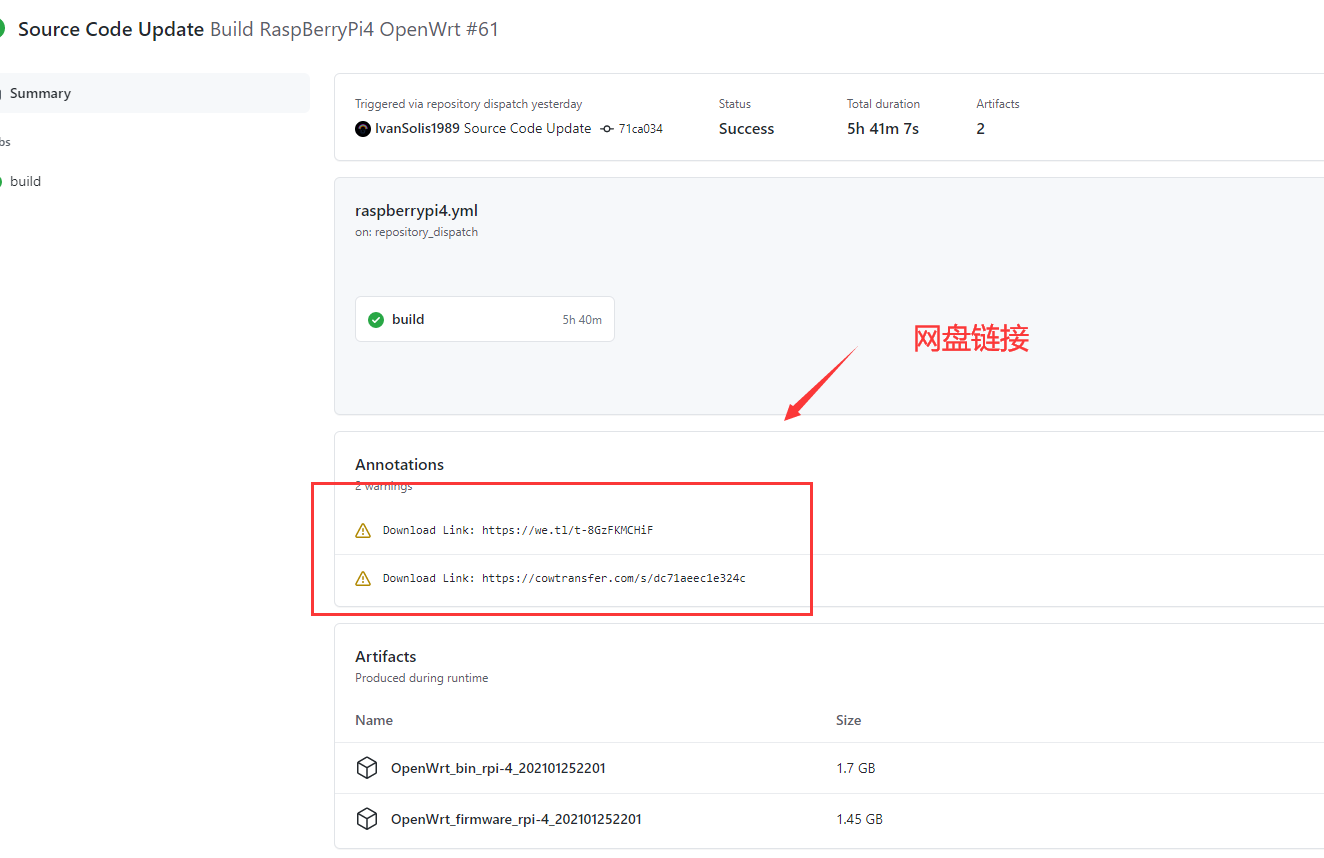 Source Code Update Build RaspBerryPi4 OpenWrt #61
Summary
bs
build
Triggered via repository dispatch yesterday
IvanSolis1989 Source Code Update 71ca034
Status
Success
Total duration
5h 41m 7s
Artifacts
2
raspberrypi4.yml
on: repository_dispatch
build 5h 40m
网盘链接
Annotations
2 warnings
Download Link: https://we.tl/t-8GzFKMCHiF
Download Link: https://cowtransfer.com/s/dc71aeec1e324c
Artifacts
Produced during runtime
Name Size
OpenWrt_bin_rpi-4_202101252201 1.7 GB
OpenWrt_firmware_rpi-4_202101252201 1.45 GB